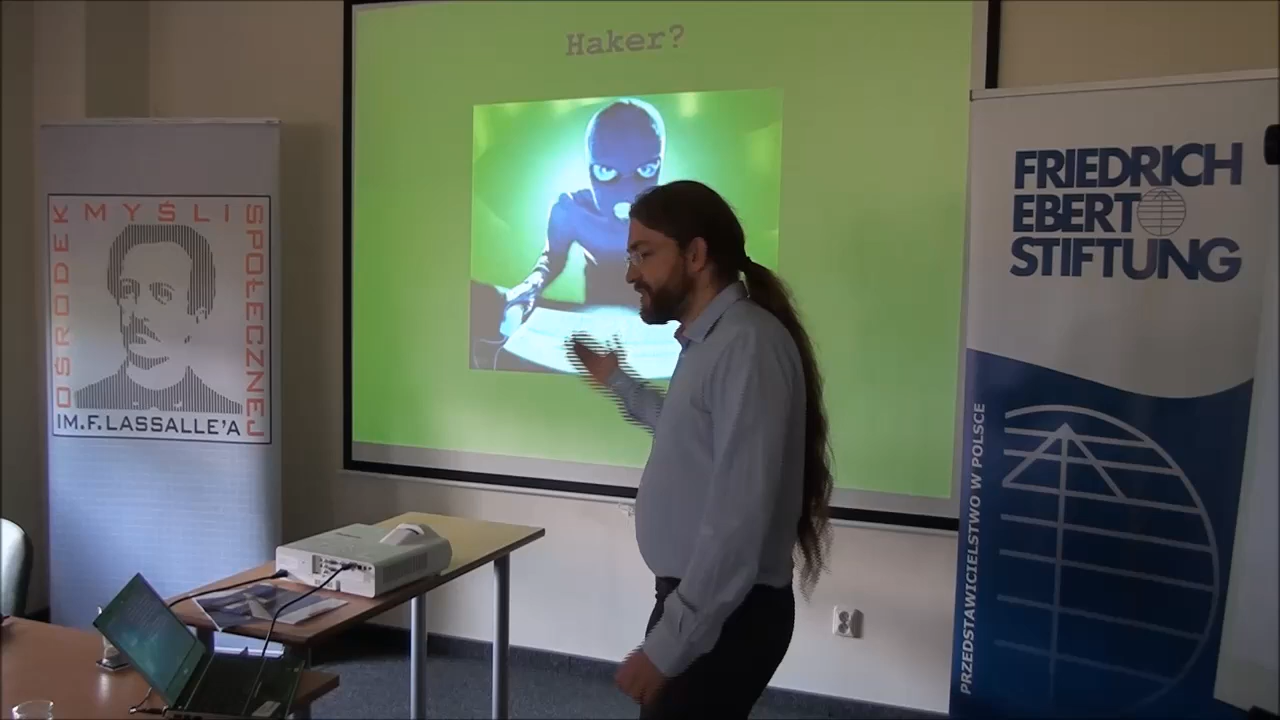 Haker?
OŚRODEK
MYŚLI
SPOŁECZNEJ
IM.F.LASSALLE'A
FRIEDRICH
EBERT
STIFTUNG
PRZEDSTAWICIELSTWO W POLSCE